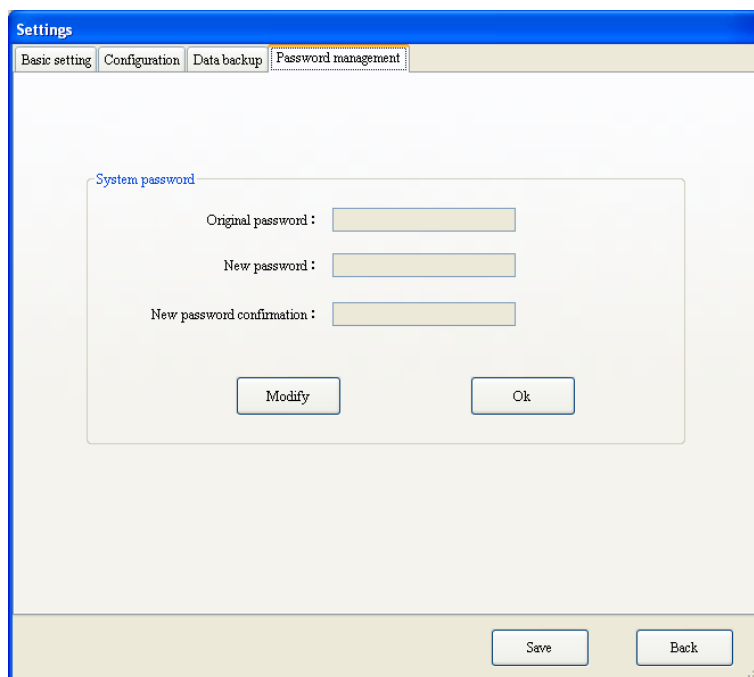 Settings
Basic setting Configuration Data backup Password management
System password
Original password：
New password：
New password confirmation：
Modify Ok
Save Back